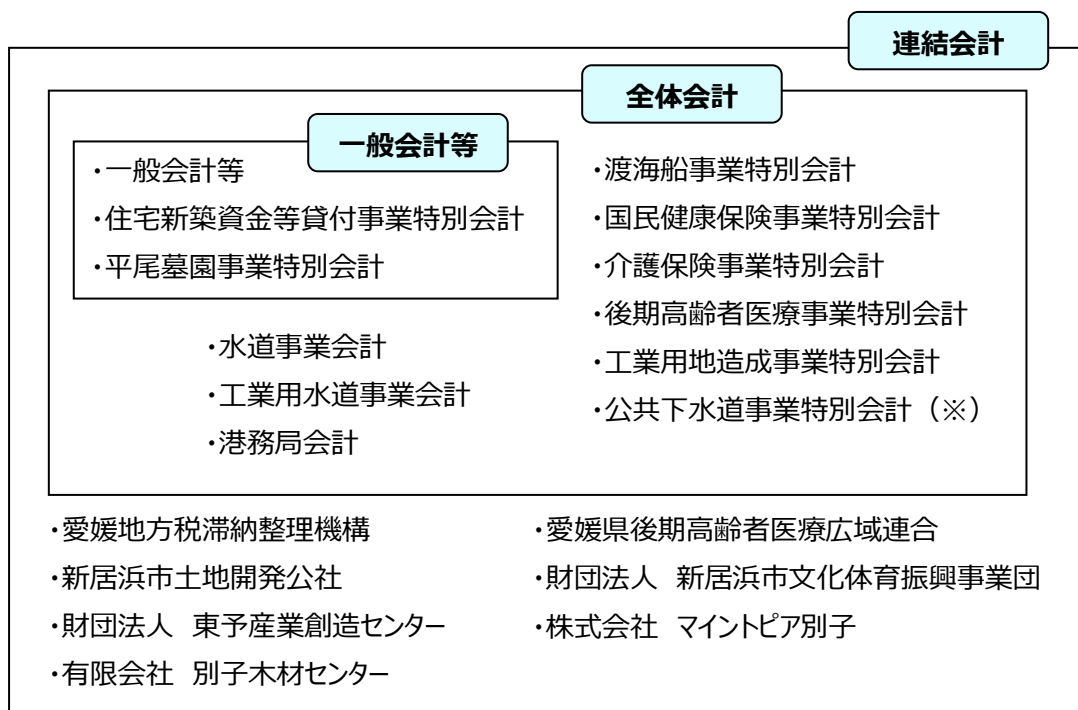 連結会計
全体会計
一般会計等
・一般会計等
・住宅新築資金等貸付事業特別会計
・平尾墓園事業特別会計
・水道事業会計
・工業用水道事業会計
・港務局会計
・渡海船事業特別会計
・国民健康保険事業特別会計
・介護保険事業特別会計
・後期高齢者医療事業特別会計
・工業用地造成事業特別会計
・公共下水道事業特別会計（※）
・愛媛地方税滞納整理機構
・新居浜市土地開発公社
・財団法人　東予産業創造センター
・有限会社　別子木材センター
・愛媛県後期高齢者医療広域連合
・財団法人　新居浜市文化体育振興事業団
・株式会社　マイントピア別子